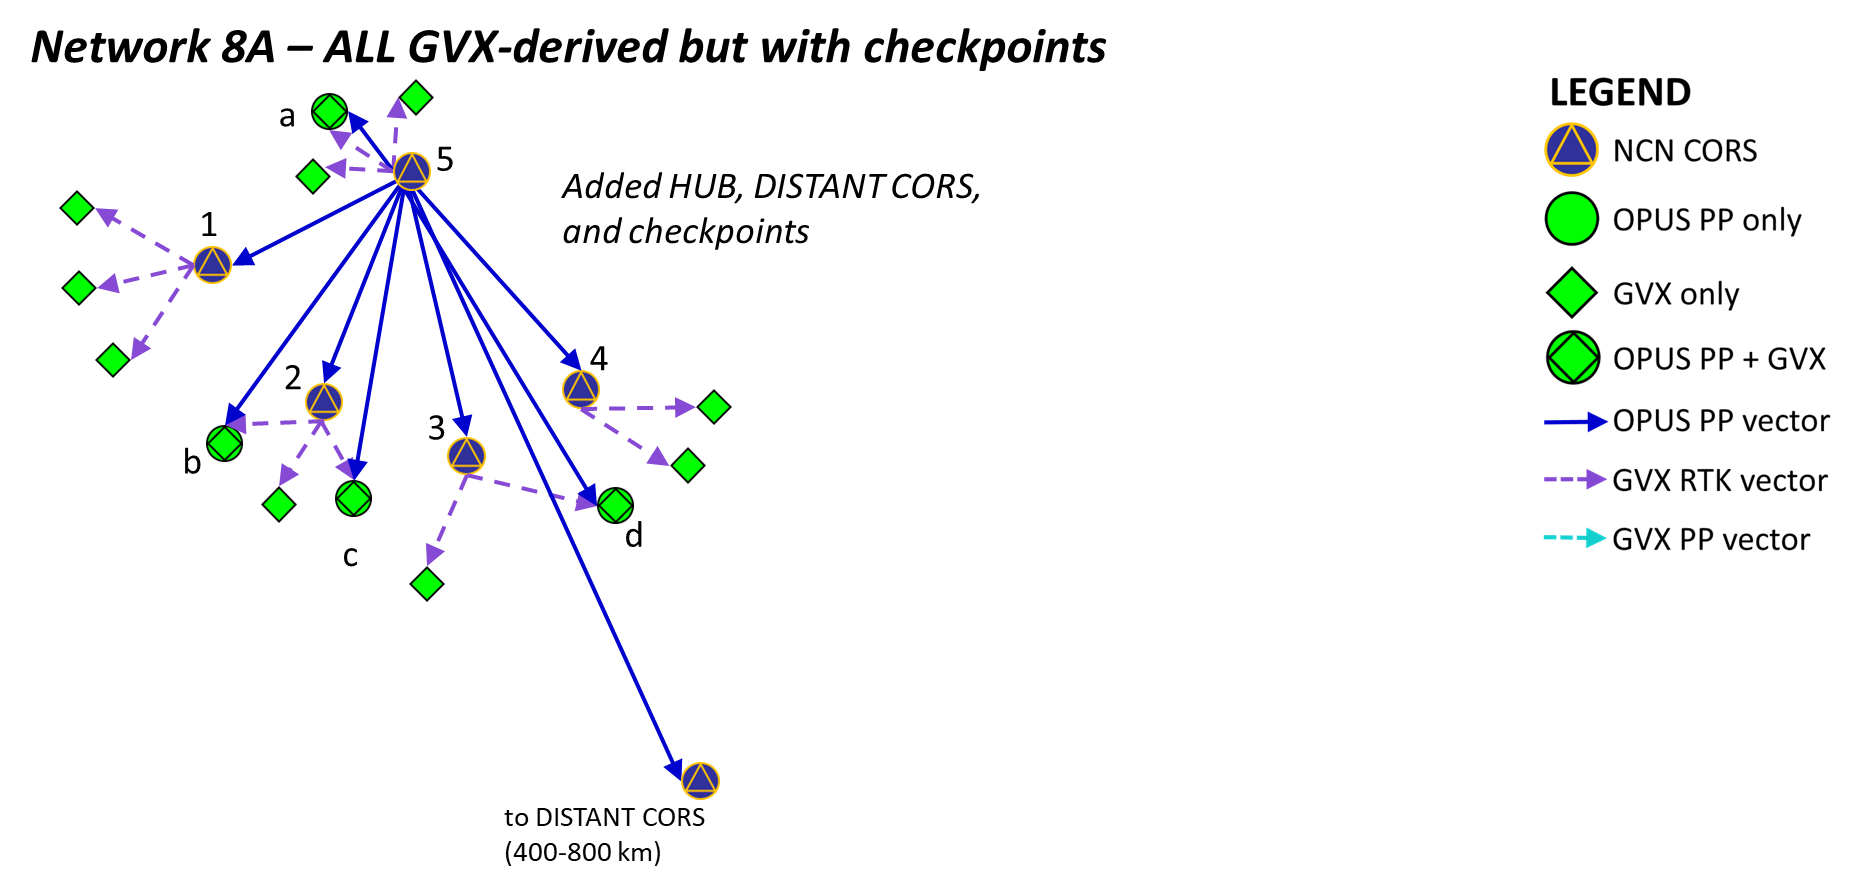 Network 8A – ALL GVX-derived but with checkpoints
a
5
1
Added HUB, DISTANT CORS,
and checkpoints
2
4
3
b
c
d
to DISTANT CORS
(400-800 km)
LEGEND
NCN CORS
OPUS PP only
GVX only
OPUS PP + GVX
OPUS PP vector
GVX RTK vector
GVX PP vector